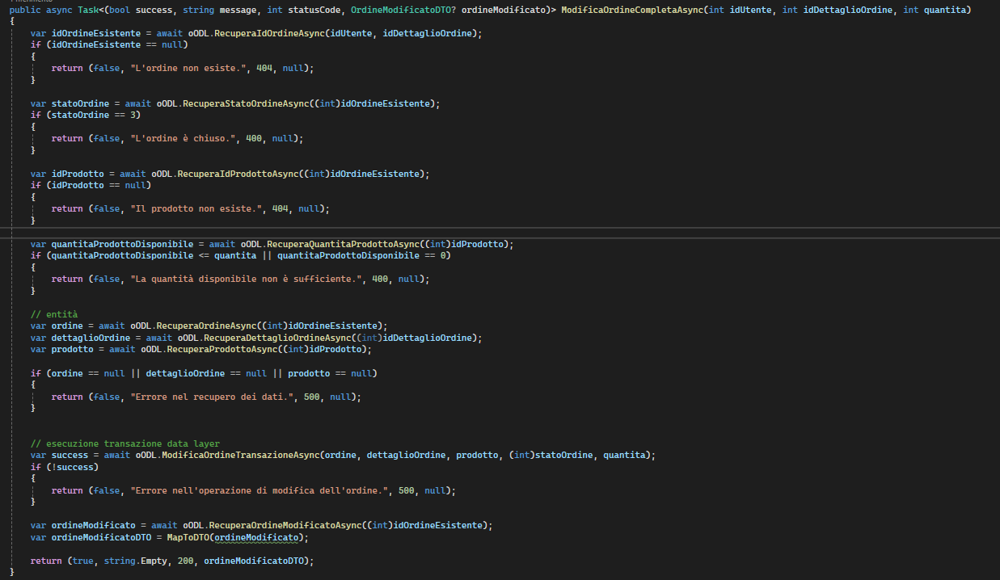 public async Task<(bool success, string message, int statusCode, OrdineModificatoDTO? ordineModificato)> ModificaOrdineCompletaAsync(int idUtente, int idDettaglioOrdine, int quantita)
{
var idOrdineEsistente = await oODL.RecuperaIdOrdineAsync(idUtente, idDettaglioOrdine);
if (idOrdineEsistente == null)
{
return (false, "L'ordine non esiste.", 404, null);
}
var statoOrdine = await oODL.RecuperaStatoOrdineAsync((int)idOrdineEsistente);
if (statoOrdine == 3)
{
return (false, "L'ordine è chiuso.", 400, null);
}
var idProdotto = await oODL.RecuperaIdProdottoAsync((int)idOrdineEsistente);
if (idProdotto == null)
{
return (false, "Il prodotto non esiste.", 404, null);
}
var quantitaProdottoDisponibile = await oODL.RecuperaQuantitaProdottoAsync((int)idProdotto);
if (quantitaProdottoDisponibile <= quantita || quantitaProdottoDisponibile == 0)
{
return (false, "La quantità disponibile non è sufficiente.", 400, null);
}
// entità
var ordine = await oODL.RecuperaOrdineAsync((int)idOrdineEsistente);
var dettaglioOrdine = await oODL.RecuperaDettaglioOrdineAsync((int)idDettaglioOrdine);
var prodotto = await oODL.RecuperaProdottoAsync((int)idProdotto);
if (ordine == null || dettaglioOrdine == null || prodotto == null)
{
return (false, "Errore nel recupero dei dati.", 500, null);
}
// esecuzione transazione data layer
var success = await oODL.ModificaOrdineTransazioneAsync(ordine, dettaglioOrdine, prodotto, (int)statoOrdine, quantita);
if (!success)
{
return (false, "Errore nell'operazione di modifica dell'ordine.", 500, null);
}
var ordineModificato = await oODL.RecuperaOrdineModificatoAsync((int)idOrdineEsistente);
var ordineModificatoDTO = MapToDTO(ordineModificato);
return (true, string.Empty, 200, ordineModificatoDTO);
}